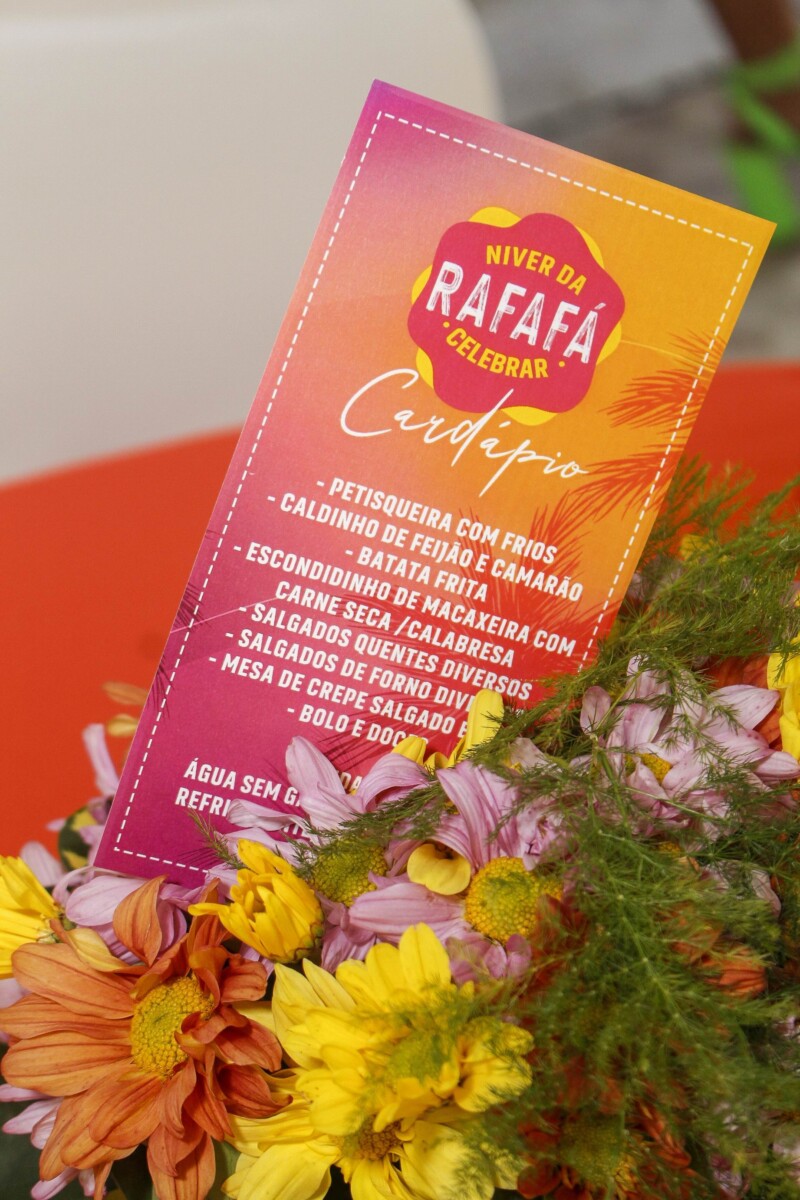 NIVER DA
RAFAFÁ
• CELEBRAR •
Cardápio
- PETISQUEIRA COM FRIOS
- CALDINHO DE FEIJÃO E CAMARÃO
- BATATA FRITA
- ESCONDIDINHO DE MACAXEIRA COM
CARNE SECA /CALABRESA
- SALGADOS QUENTES DIVERSOS
- SALGADOS DE FORNO
- MESA DE CREPE SALGADO E
- BOLO E
ÁGUA SEM